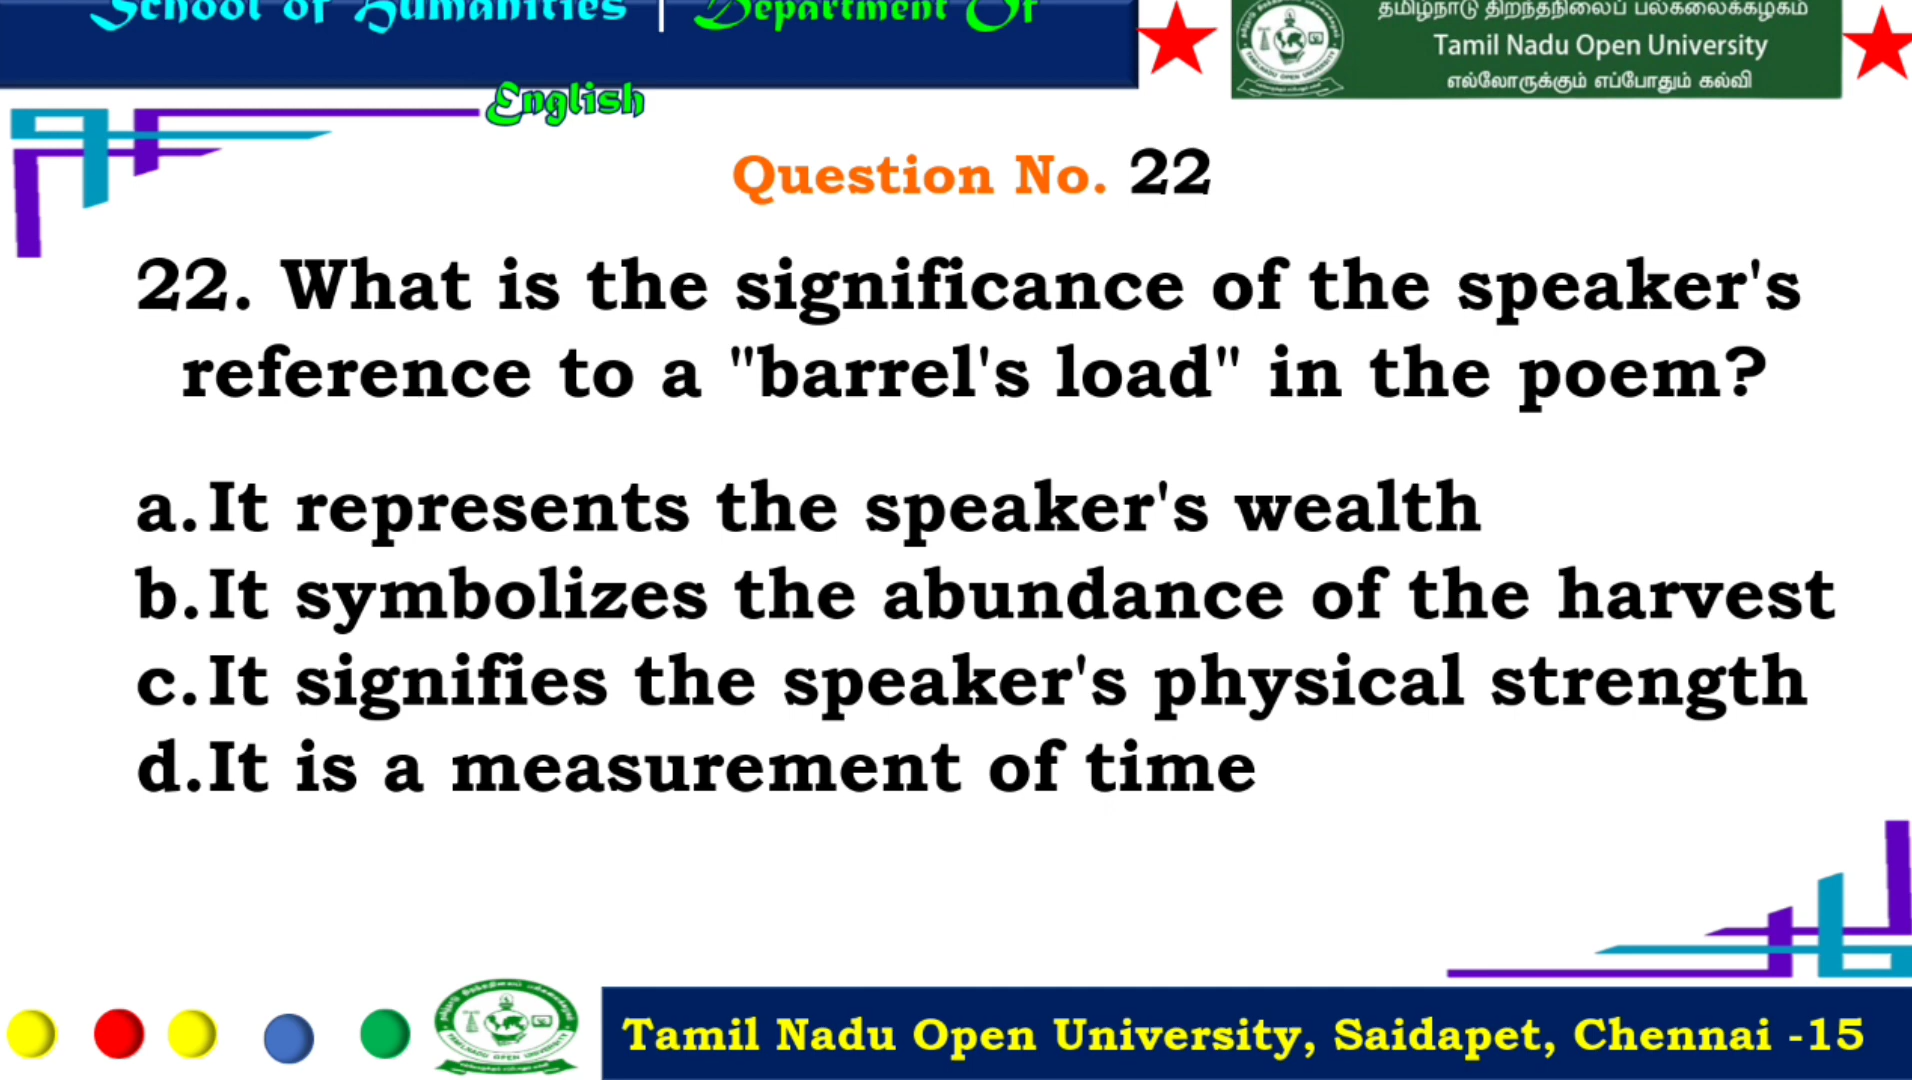 School of Humanities | Department Of
English
தமிழ்நாடு திறந்தநிலைப் பல்கலைக்கழகம்
Tamil Nadu Open University
எல்லோருக்கும் எப்போதும் கல்வி
Question No. 22
22. What is the significance of the speaker's
reference to a "barrel's load" in the poem?
a.It represents the speaker's wealth
b.It symbolizes the abundance of the harvest
c.It signifies the speaker's physical strength
d.It is a measurement of time
Tamil Nadu Open University, Saidapet, Chennai -15